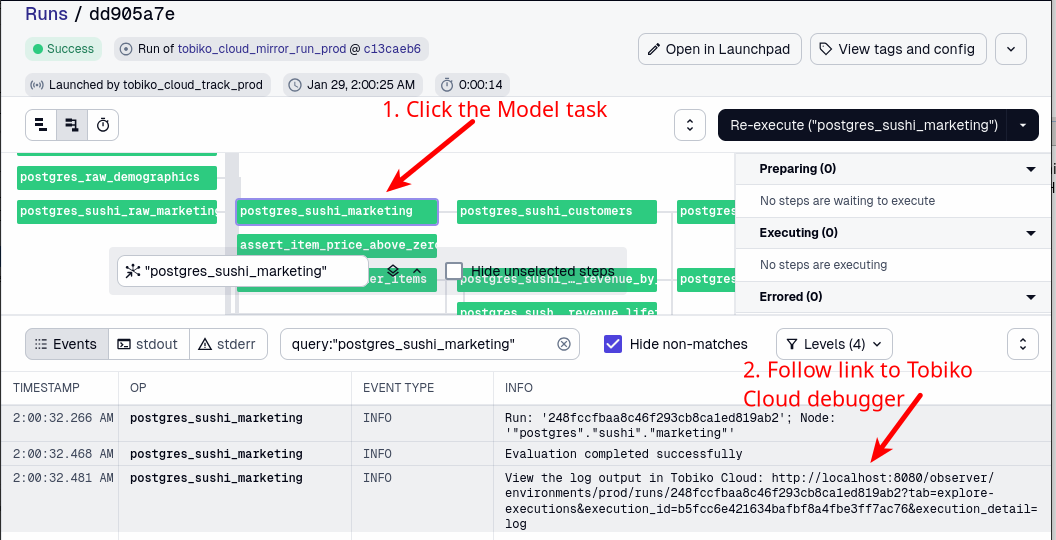 Runs / dd905a7e
Success
Run of tobiko_cloud_mirror_run_prod @ c13caeb6
Open in Launchpad
View tags and config
Launched by tobiko_cloud_track_prod
Jan 29, 2:00:25 AM
0:00:14
1. Click the Model task
Re-execute ("postgres_sushi_marketing")
postgres_raw_demographics
postgres_sushi_raw_marketing
postgres_sushi_marketing
postgres_sushi_customers
postgres
assert_item_price_above_zero
"postgres_sushi_marketing"
Hide unselected steps
er_items
postgres_sushi_…_revenue_by_
postgres
postgres_sush…_revenue_life
Preparing (0)
No steps are waiting to execute
Executing (0)
No steps are executing
Errored (0)
Events
stdout
stderr
query:"postgres_sushi_marketing"
Hide non-matches
Levels (4)
2. Follow link to Tobiko
Cloud debugger
TIMESTAMP OP EVENT TYPE INFO
2:00:32.266 AM postgres_sushi_marketing INFO Run: '248fccfbaa8c46f293cb8ca1ed819ab2'; Node:
'"postgres"."sushi"."marketing"'
2:00:32.468 AM postgres_sushi_marketing INFO Evaluation completed successfully
2:00:32.481 AM postgres_sushi_marketing INFO View the log output in Tobiko Cloud: http://localhost:8080/observer/
environments/prod/runs/248fccfbaa8c46f293cb8ca1ed819ab2?tab=explore-
executions&execution_id=b5fcc6e421634bafbf8a4fbe3ff7ac76&execution_detail=
log